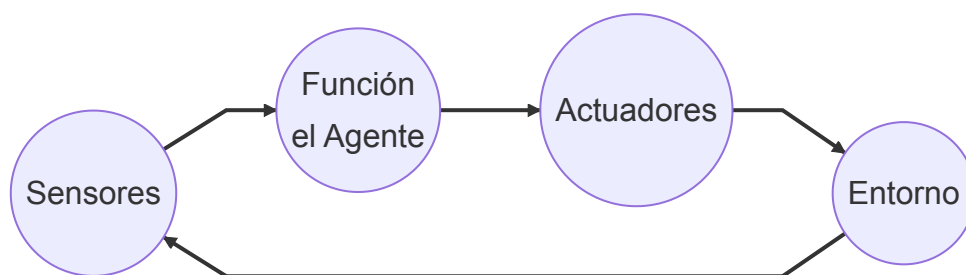 Sensores
Función
el Agente
Actuadores
Entorno